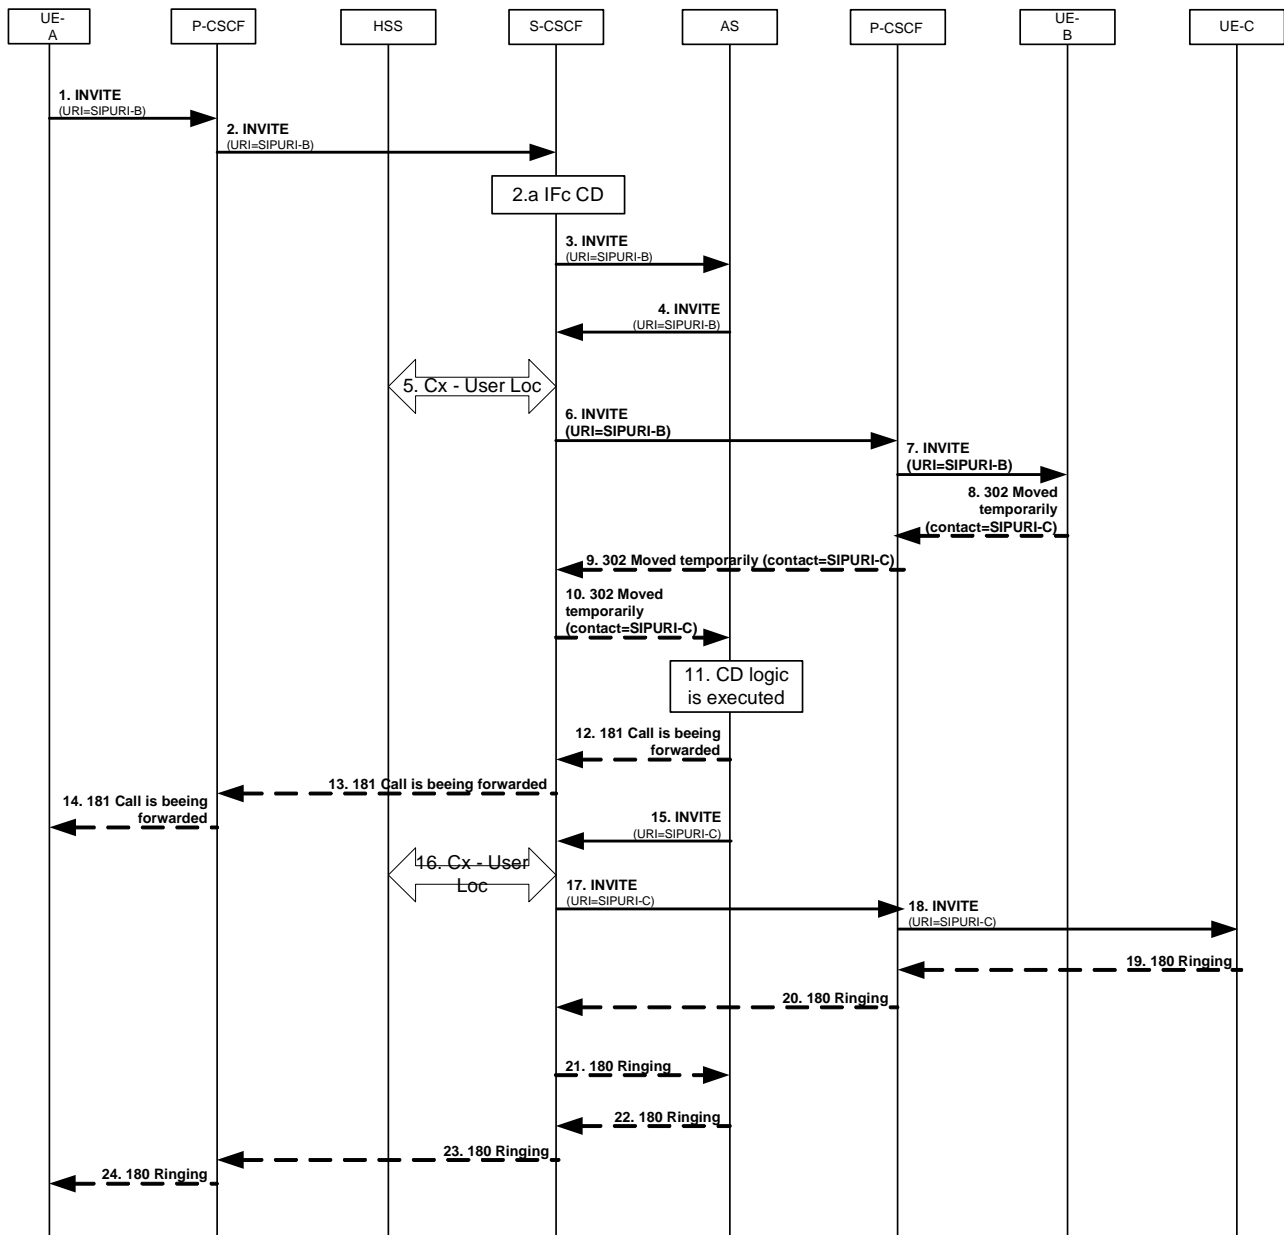 UE-
A
P-CSCF
HSS
S-CSCF
AS
P-CSCF
UE-
B
UE-C
1. INVITE
(URI=SIPURI-B)
2. INVITE
(URI=SIPURI-B)
2.a IFc CD
3. INVITE
(URI=SIPURI-B)
4. INVITE
(URI=SIPURI-B)
5. Cx - User Loc
6. INVITE
(URI=SIPURI-B)
7. INVITE
(URI=SIPURI-B)
8. 302 Moved
temporarily
(contact=SIPURI-C)
9. 302 Moved temporarily (contact=SIPURI-C)
10. 302 Moved
temporarily
(contact=SIPURI-C)
11. CD logic
is executed
12. 181 Call is beeing
forwarded
13. 181 Call is beeing forwarded
14. 181 Call is beeing
forwarded
15. INVITE
(URI=SIPURI-C)
16. Cx - User
Loc
17. INVITE
(URI=SIPURI-C)
18. INVITE
(URI=SIPURI-C)
19. 180 Ringing
20. 180 Ringing
21. 180 Ringing
22. 180 Ringing
23. 180 Ringing
24. 180 Ringing